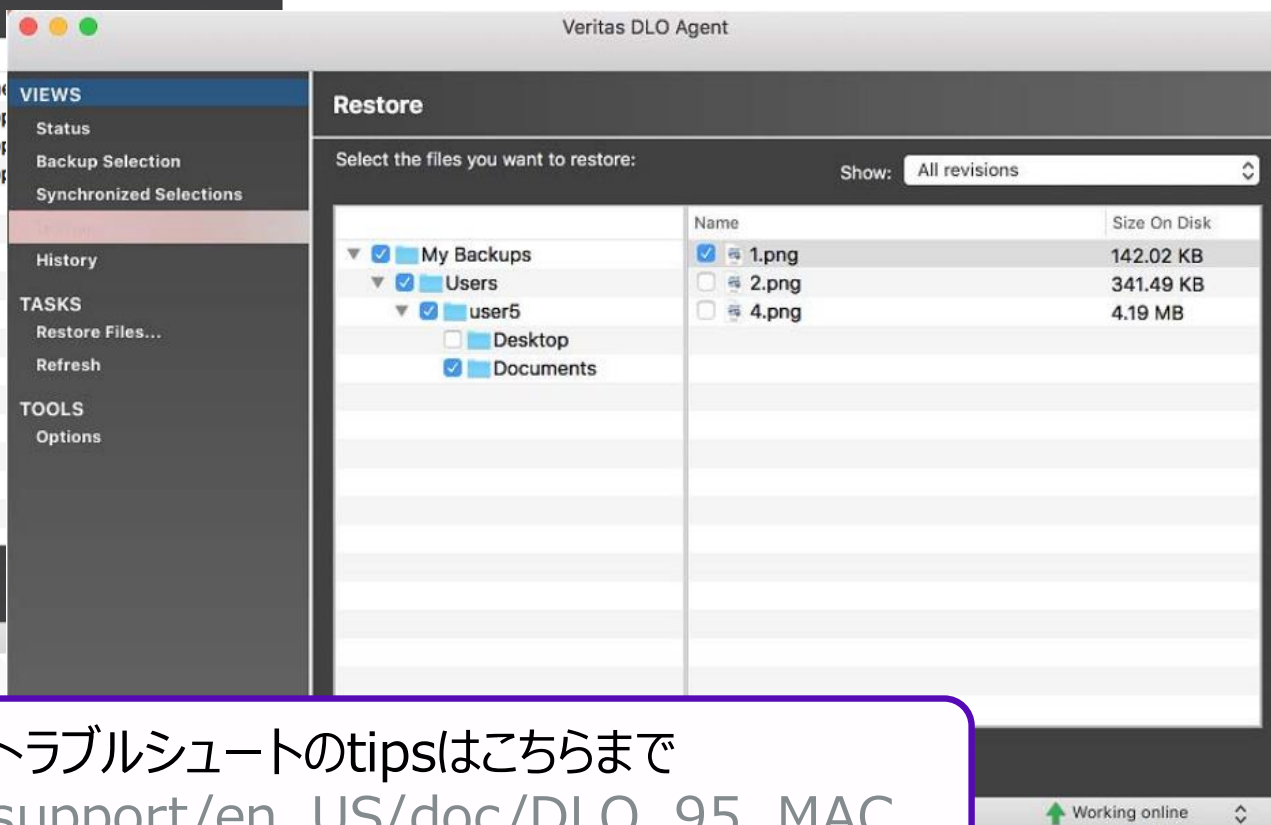 Veritas DLO Agent
VIEWS
Status
Backup Selection
Synchronized Selections
History
TASKS
Restore Files...
Refresh
TOOLS
Options
Restore
Select the files you want to restore:
Show: All revisions
Name Size On Disk
My Backups
Users
user5
Desktop
Documents
1.png 142.02 KB
2.png 341.49 KB
4.png 4.19 MB
トラブルシュートのtipsはこちらまで
support/en_US/doc/DLO_95_MAC
Working online